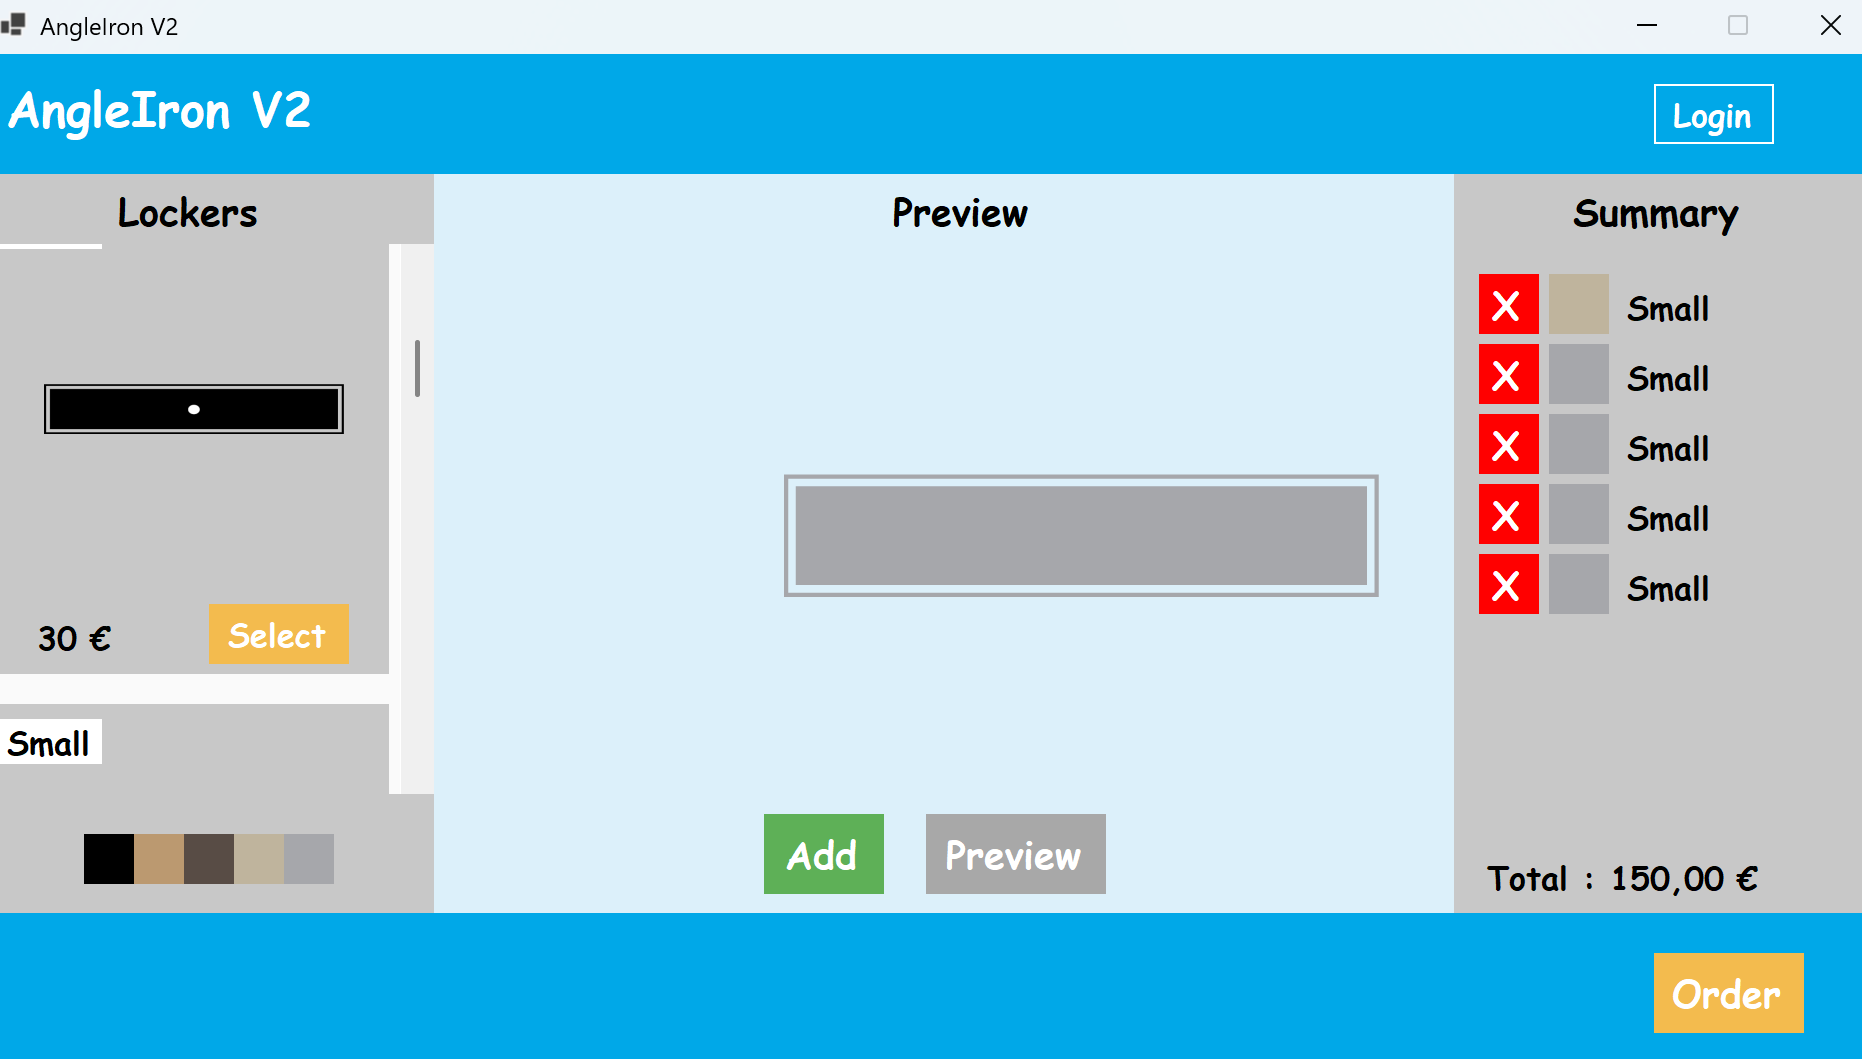 AngleIron V2
AngleIron V2
Login
Lockers
Preview
Summary
X Small
X Small
X Small
X Small
X Small
30 €
Select
Small
Add
Preview
Total : 150,00 €
Order